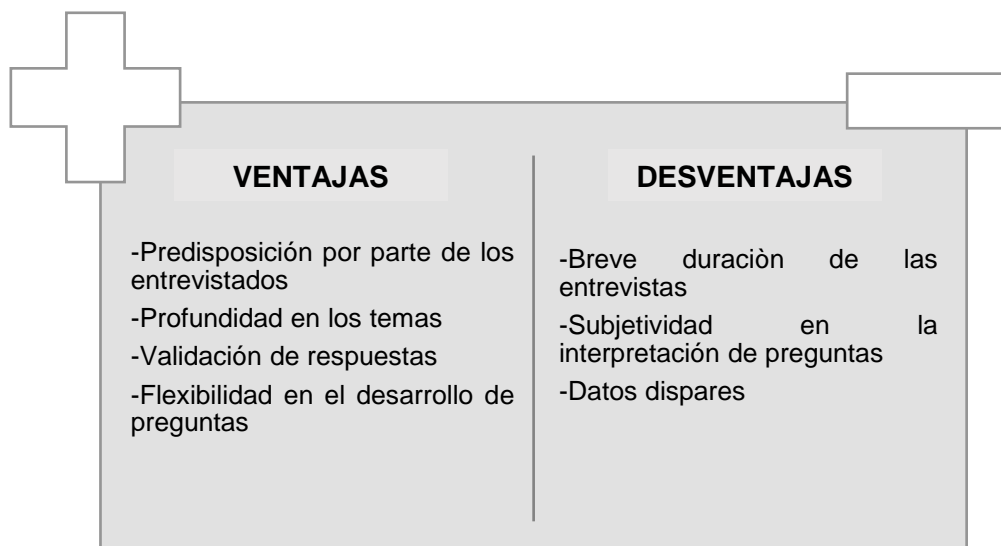 VENTAJAS
-Predisposición por parte de los
entrevistados
-Profundidad en los temas
-Validación de respuestas
-Flexibilidad en el desarrollo de
preguntas
DESVENTAJAS
-Breve duraciòn de las
entrevistas
-Subjetividad en la
interpretación de preguntas
-Datos dispares